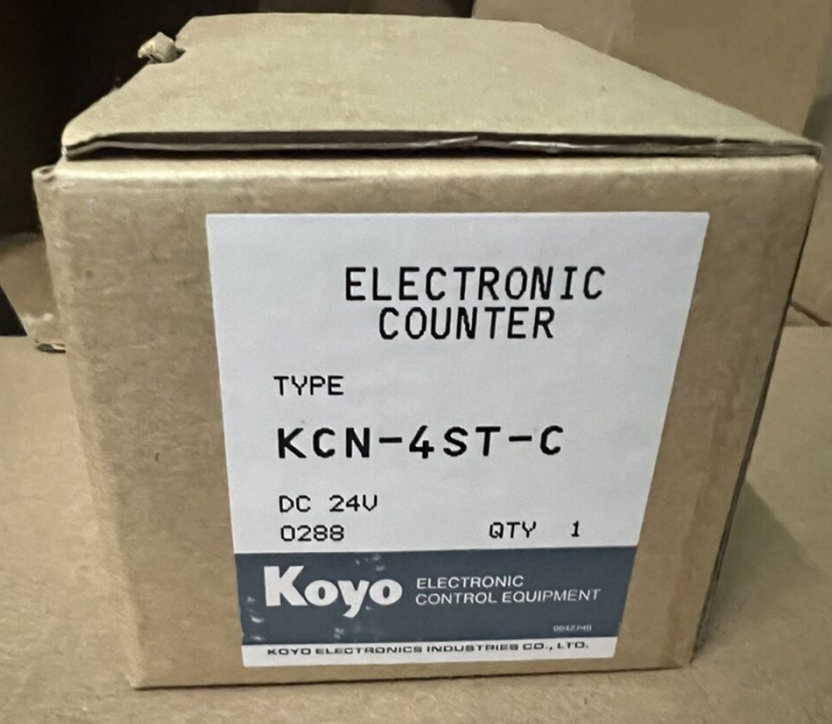 ELECTRONIC
COUNTER
TYPE
KCN-4ST-C
DC 24V
0288 QTY 1
Koyo ELECTRONIC
CONTROL EQUIPMENT
KOYO ELECTRONICS INDUSTRIES CO., LTD.